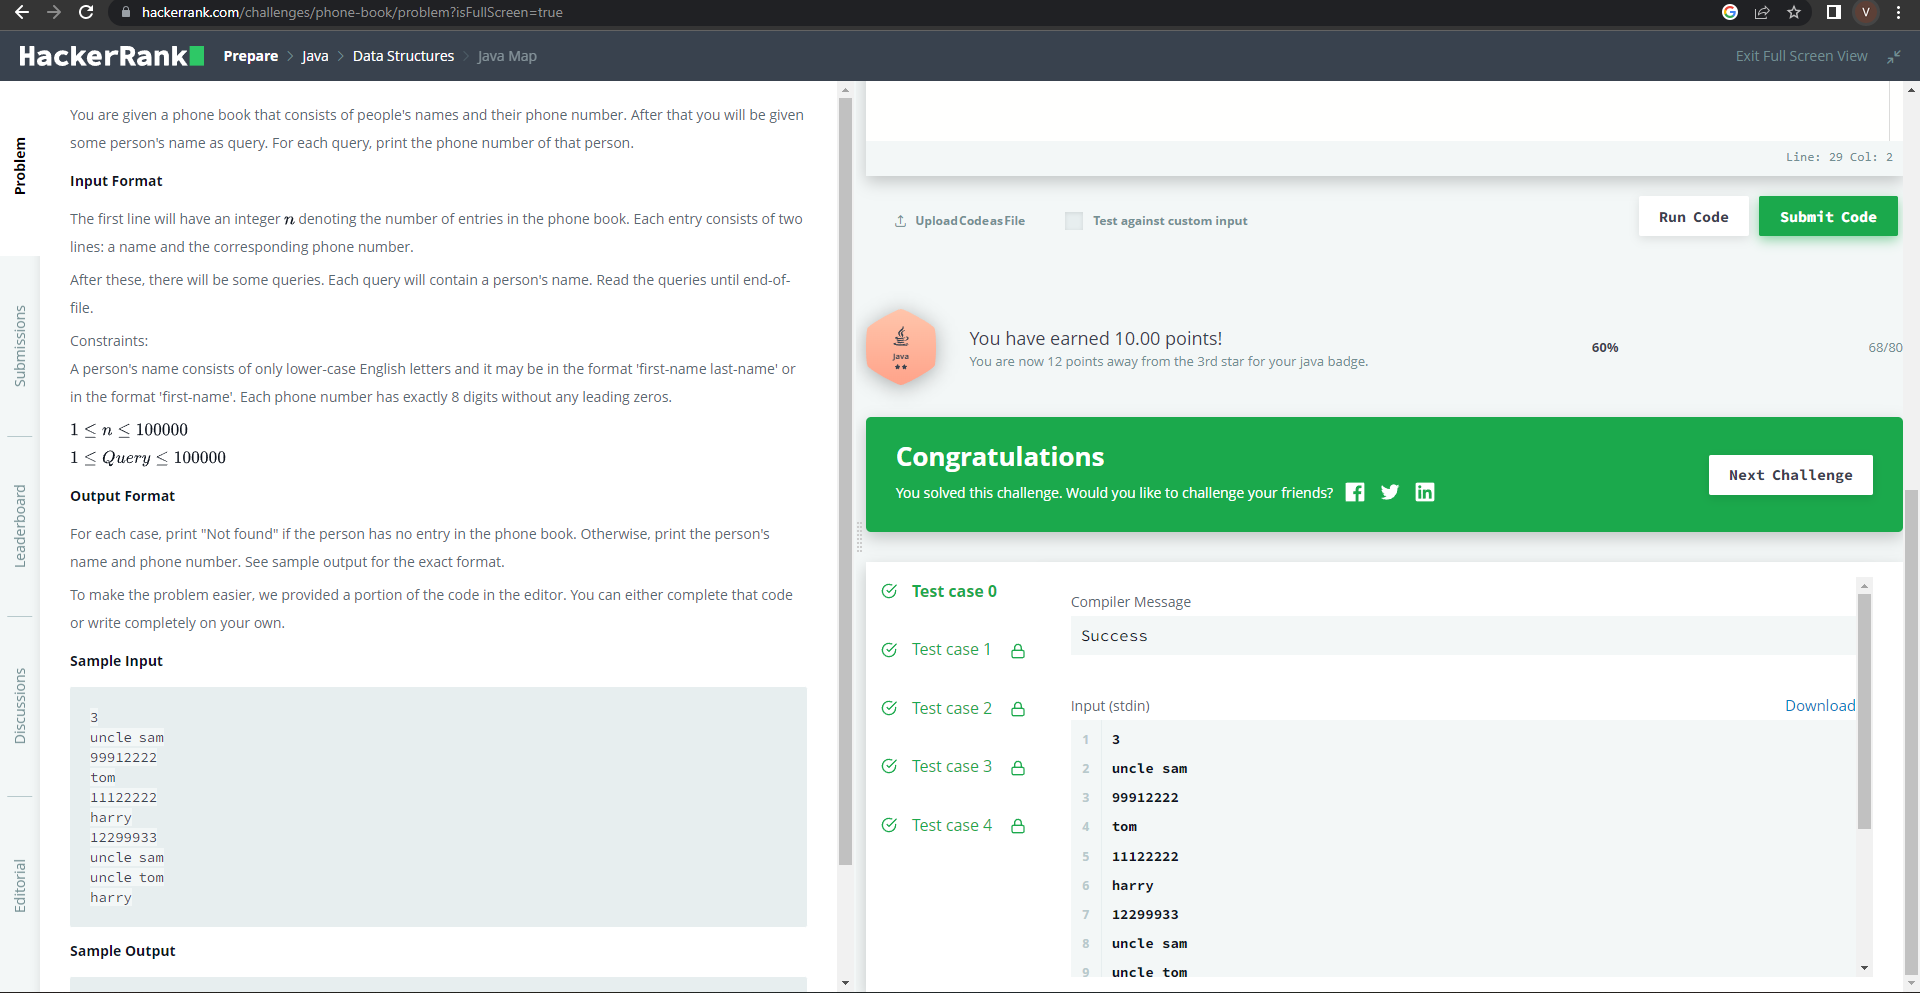 hackerrank.com/challenges/phone-book/problem?isFullScreen=true
V
HackerRank
Prepare > Java > Data Structures > Java Map
Exit Full Screen View
Problem
Submissions
Leaderboard
Discussions
Editorial
You are given a phone book that consists of people's names and their phone number. After that you will be given
some person's name as query. For each query, print the phone number of that person.
Input Format
The first line will have an integer n denoting the number of entries in the phone book. Each entry consists of two
lines: a name and the corresponding phone number.
After these, there will be some queries. Each query will contain a person's name. Read the queries until end-of-
file.
Constraints:
A person's name consists of only lower-case English letters and it may be in the format 'first-name last-name' or
in the format 'first-name'. Each phone number has exactly 8 digits without any leading zeros.
1 ≤ n ≤ 100000
1 ≤ Query ≤ 100000
Output Format
For each case, print "Not found" if the person has no entry in the phone book. Otherwise, print the person's
name and phone number. See sample output for the exact format.
To make the problem easier, we provided a portion of the code in the editor. You can either complete that code
or write completely on your own.
Sample Input
3
uncle sam
99912222
tom
11122222
harry
12299933
uncle sam
uncle tom
harry
Sample Output
Line: 29 Col: 2
Upload Code as File
Test against custom input
Run Code
Submit Code
Java
You have earned 10.00 points!
You are now 12 points away from the 3rd star for your java badge.
60%
68/80
Congratulations
You solved this challenge. Would you like to challenge your friends?
Next Challenge
Test case 0
Test case 1
Test case 2
Test case 3
Test case 4
Compiler Message
Success
Input (stdin)
Download
1 3
2 uncle sam
3 99912222
4 tom
5 11122222
6 harry
7 12299933
8 uncle sam
9 uncle tom